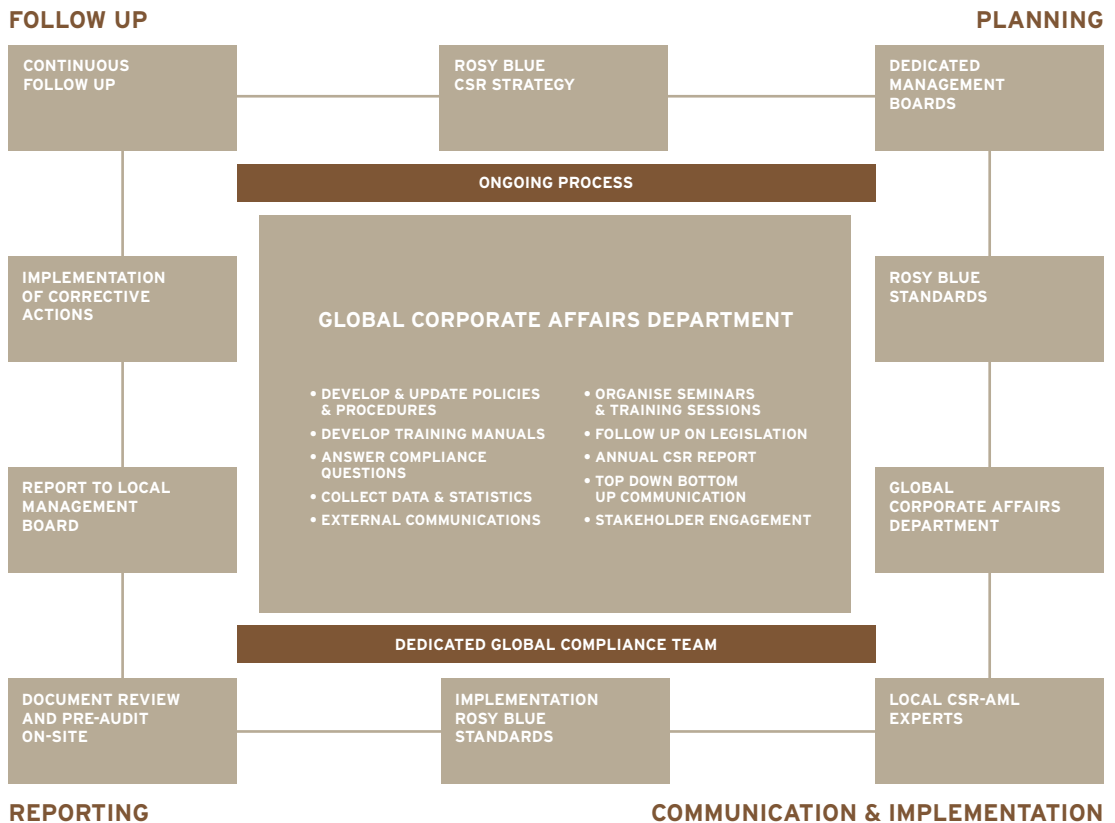 FOLLOW UP
PLANNING
CONTINUOUS
FOLLOW UP
ROSY BLUE
CSR STRATEGY
DEDICATED
MANAGEMENT
BOARDS
ONGOING PROCESS
IMPLEMENTATION
OF CORRECTIVE
ACTIONS
ROSY BLUE
STANDARDS
GLOBAL CORPORATE AFFAIRS DEPARTMENT
• DEVELOP & UPDATE POLICIES
& PROCEDURES
• DEVELOP TRAINING MANUALS
• ANSWER COMPLIANCE
QUESTIONS
• COLLECT DATA & STATISTICS
• EXTERNAL COMMUNICATIONS
• ORGANISE SEMINARS
& TRAINING SESSIONS
• FOLLOW UP ON LEGISLATION
• ANNUAL CSR REPORT
• TOP DOWN BOTTOM
UP COMMUNICATION
• STAKEHOLDER ENGAGEMENT
REPORT TO LOCAL
MANAGEMENT
BOARD
GLOBAL
CORPORATE AFFAIRS
DEPARTMENT
DEDICATED GLOBAL COMPLIANCE TEAM
DOCUMENT REVIEW
AND PRE-AUDIT
ON-SITE
IMPLEMENTATION
ROSY BLUE
STANDARDS
LOCAL CSR-AML
EXPERTS
REPORTING
COMMUNICATION & IMPLEMENTATION